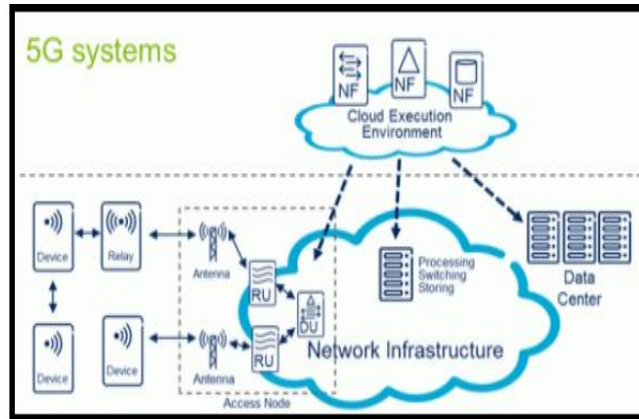 5G systems
NF
NF
NF
Cloud Execution
Environment
Device
Relay
Antenna
RU
DU
Processing
Switching
Storing
Data
Center
Device
Device
Antenna
RU
Network Infrastructure
Access Node